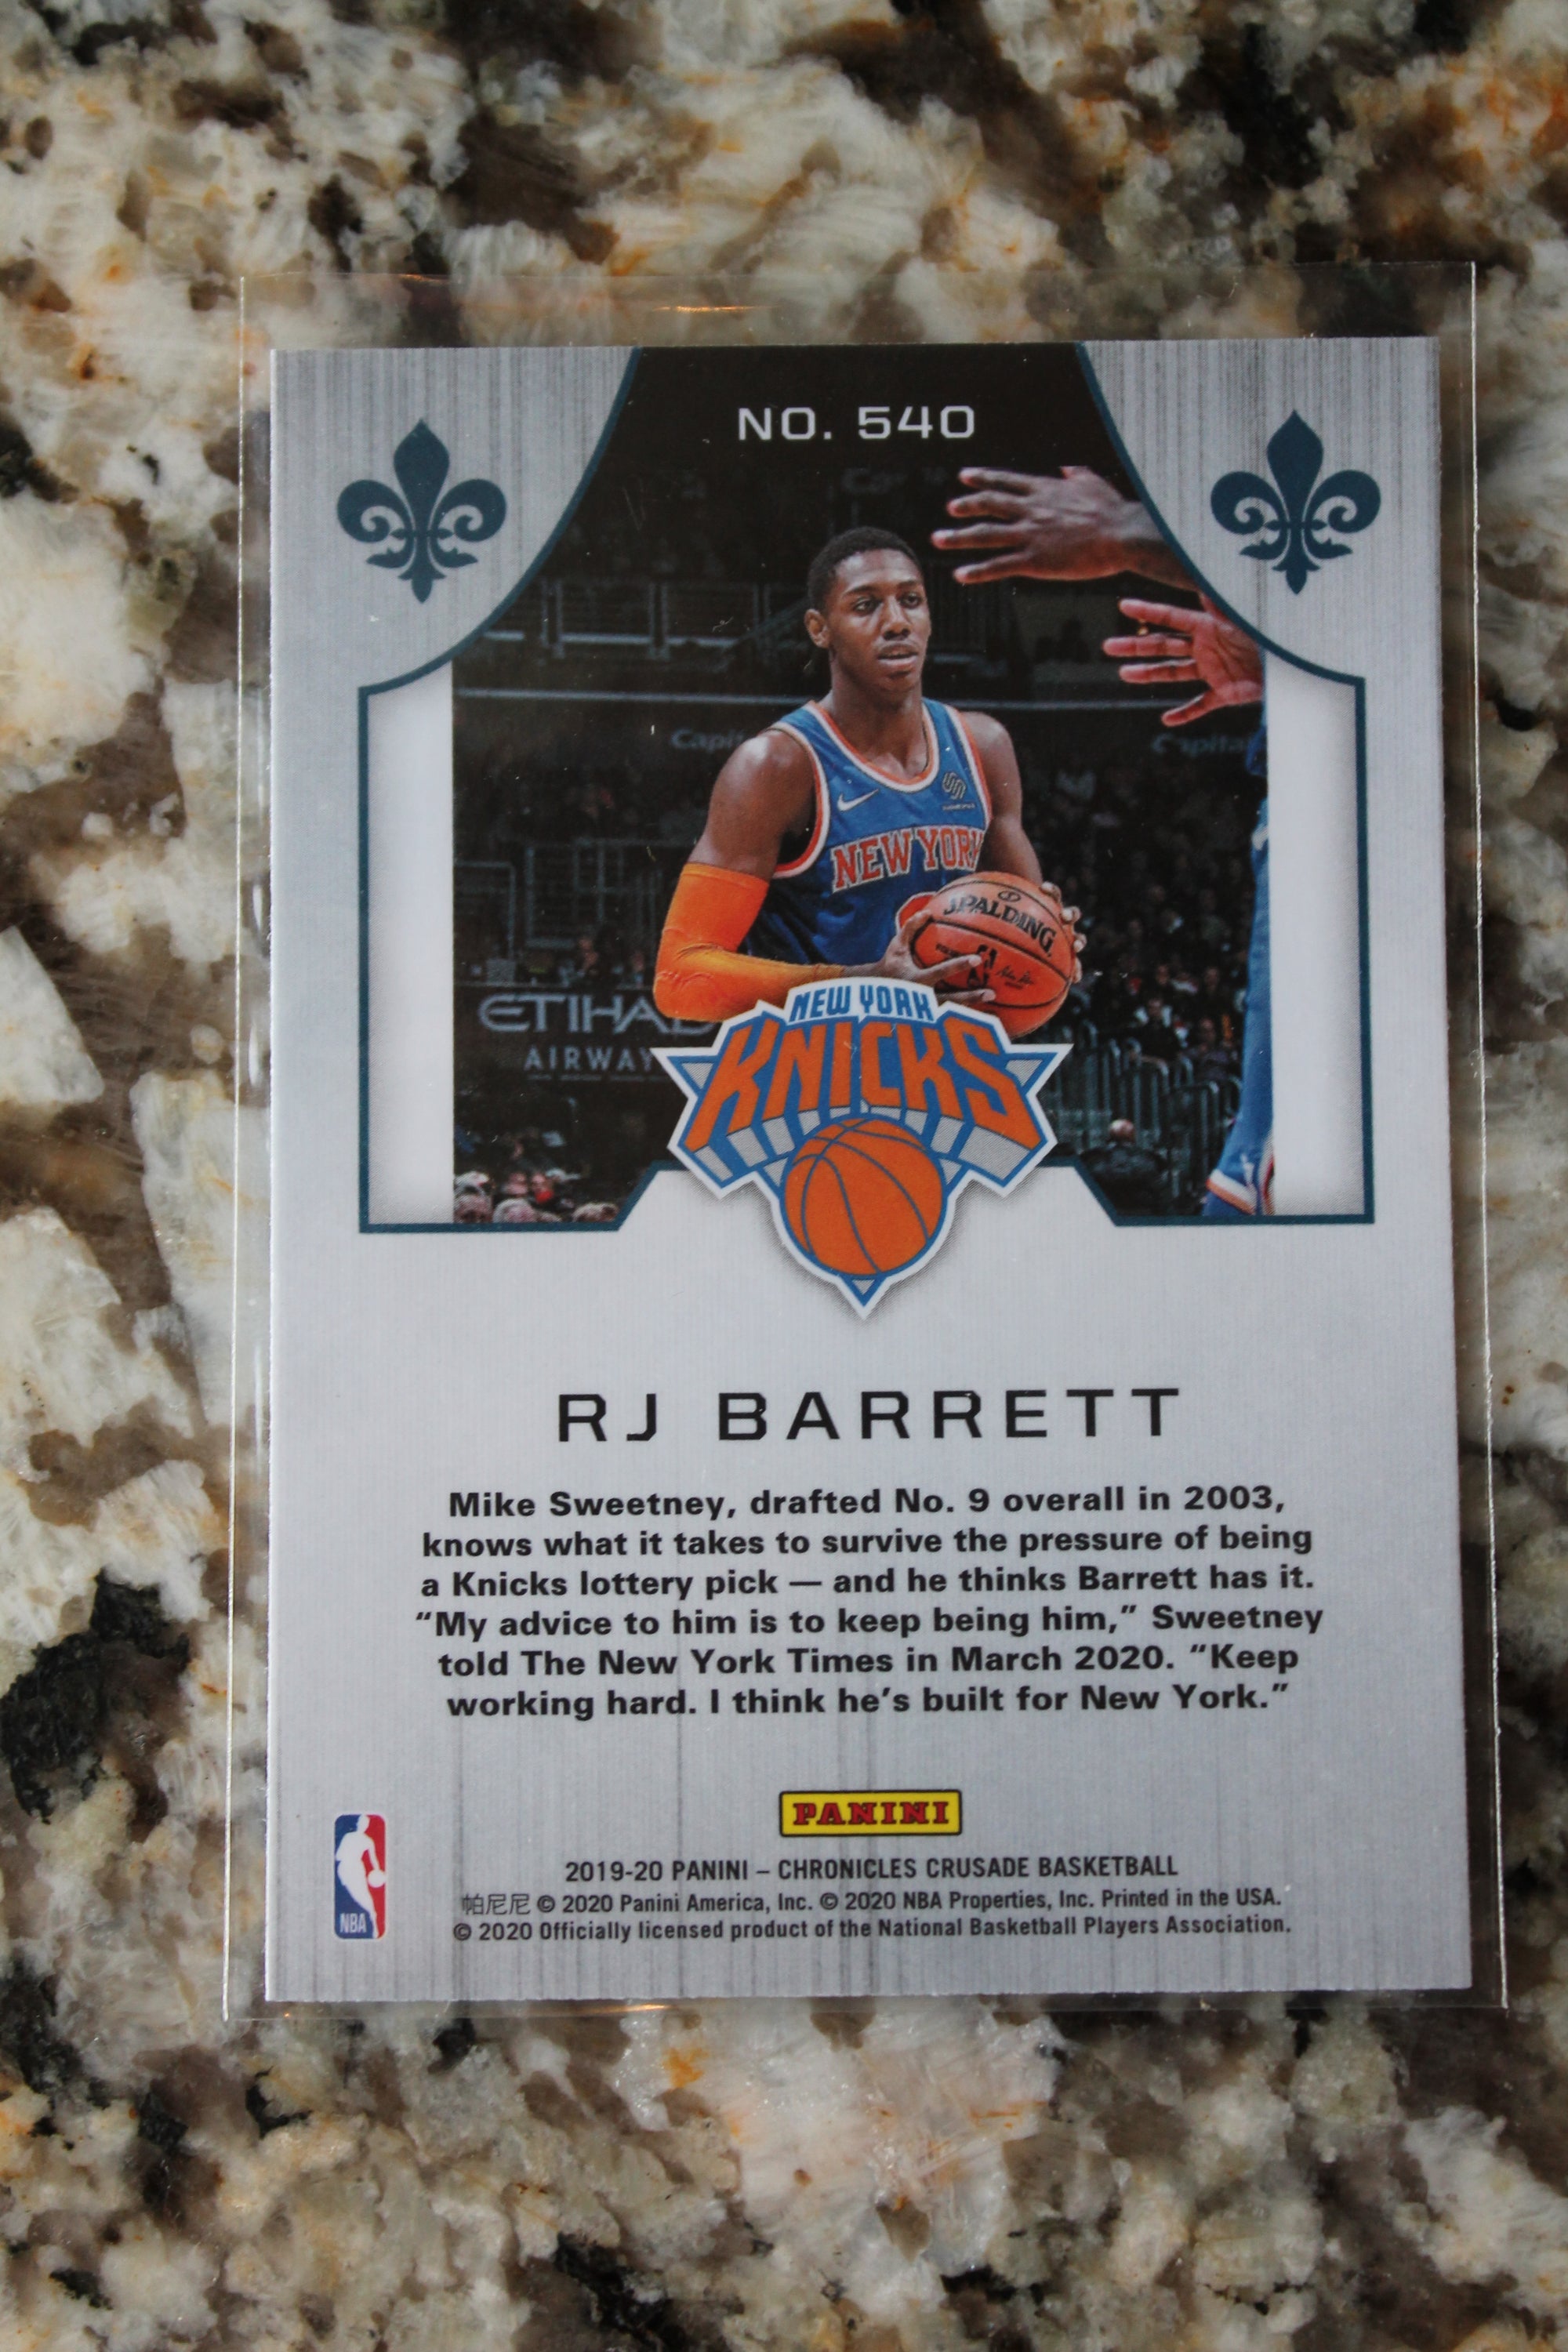 NO. 540
Capital
NEW YORK
SPALDING
ETIHAD
AIRWAY
NEW YORK
KNICKS
RJ BARRETT
Mike Sweetney, drafted No. 9 overall in 2003,
knows what it takes to survive the pressure of being
a Knicks lottery pick — and he thinks Barrett has it.
“My advice to him is to keep being him,” Sweetney
told The New York Times in March 2020. “Keep
working hard. I think he’s built for New York.”
PANINI
2019-20 PANINI – CHRONICLES CRUSADE BASKETBALL
帕尼尼 © 2020 Panini America, Inc. © 2020 NBA Properties, Inc. Printed in the USA.
© 2020 Officially licensed product of the National Basketball Players Association.
NBA